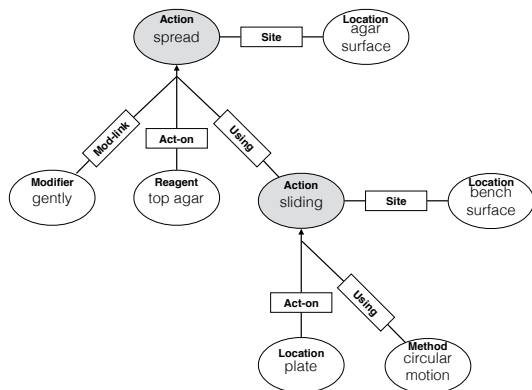 Action
spread
Site
Location
agar
surface
Mod-link
Act-on
Using
Modifier
gently
Reagent
top agar
Action
sliding
Site
Location
bench
surface
Act-on
Using
Location
plate
Method
circular
motion